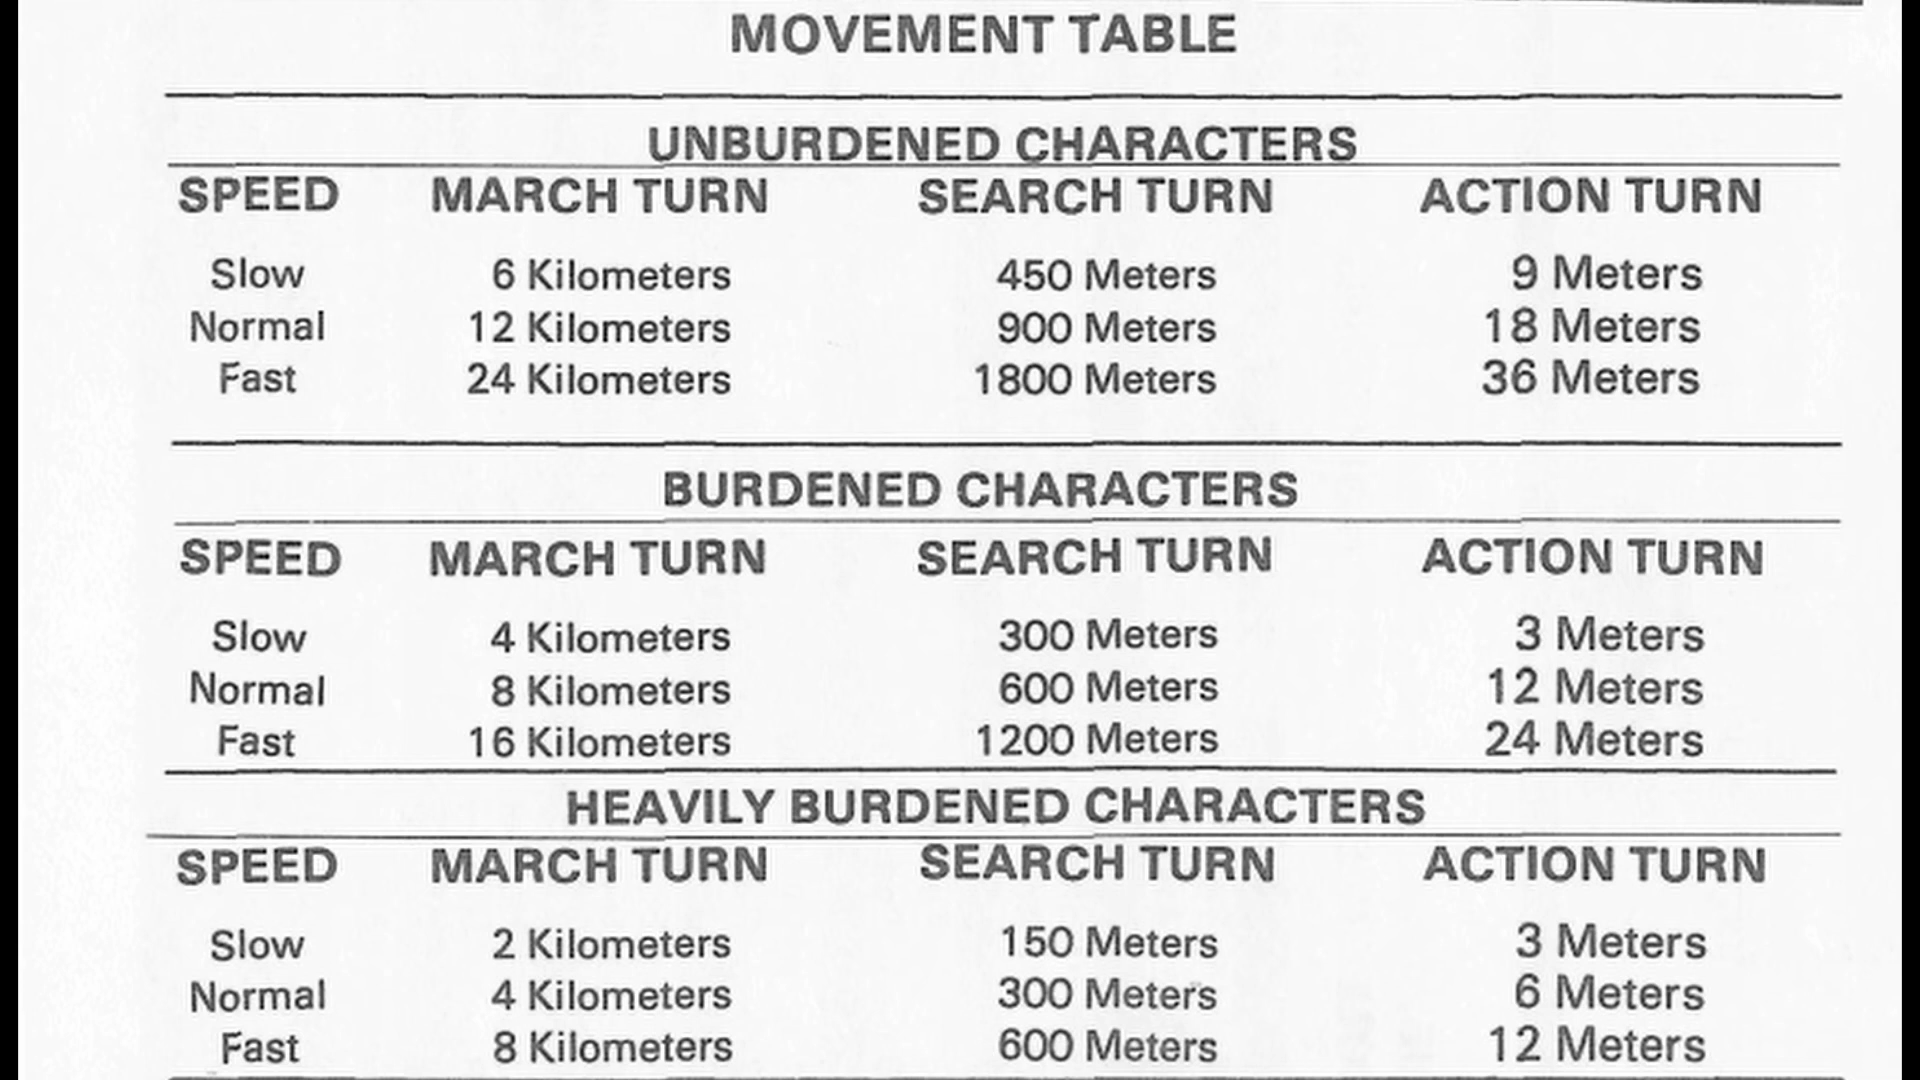 MOVEMENT TABLE
UNBURDENED CHARACTERS
SPEED MARCH TURN SEARCH TURN ACTION TURN
Slow 6 Kilometers 450 Meters 9 Meters
Normal 12 Kilometers 900 Meters 18 Meters
Fast 24 Kilometers 1800 Meters 36 Meters
BURDENED CHARACTERS
SPEED MARCH TURN SEARCH TURN ACTION TURN
Slow 4 Kilometers 300 Meters 3 Meters
Normal 8 Kilometers 600 Meters 12 Meters
Fast 16 Kilometers 1200 Meters 24 Meters
HEAVILY BURDENED CHARACTERS
SPEED MARCH TURN SEARCH TURN ACTION TURN
Slow 2 Kilometers 150 Meters 3 Meters
Normal 4 Kilometers 300 Meters 6 Meters
Fast 8 Kilometers 600 Meters 12 Meters